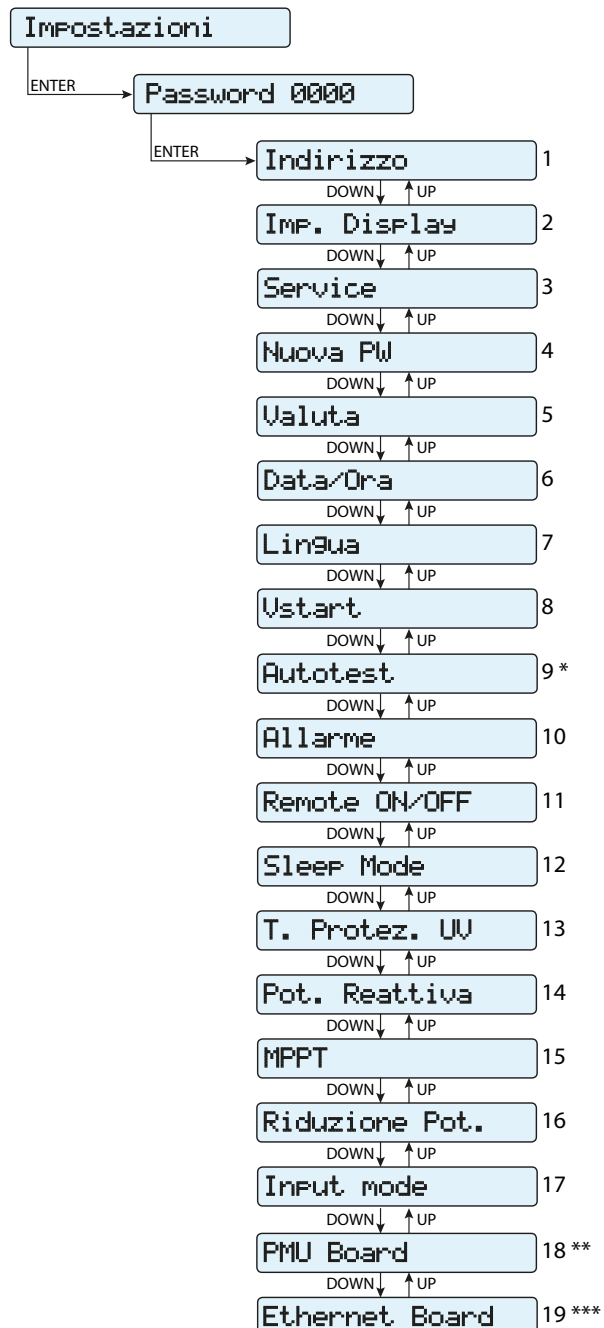 Impostazioni
ENTER
Password 0000
ENTER
Indirizzo 1
DOWN UP
Imp. Display 2
DOWN UP
Service 3
DOWN UP
Nuova PW 4
DOWN UP
Valuta 5
DOWN UP
Data/Ora 6
DOWN UP
Lingua 7
DOWN UP
Vstart 8
DOWN UP
Autotest 9 *
DOWN UP
Allarme 10
DOWN UP
Remote ON/OFF 11
DOWN UP
Sleep Mode 12
DOWN UP
T. Protez. UV 13
DOWN UP
Pot. Reattiva 14
DOWN UP
MPPT 15
DOWN UP
Riduzione Pot. 16
DOWN UP
Input mode 17
DOWN UP
PMU Board 18 **
DOWN UP
Ethernet Board 19 ***